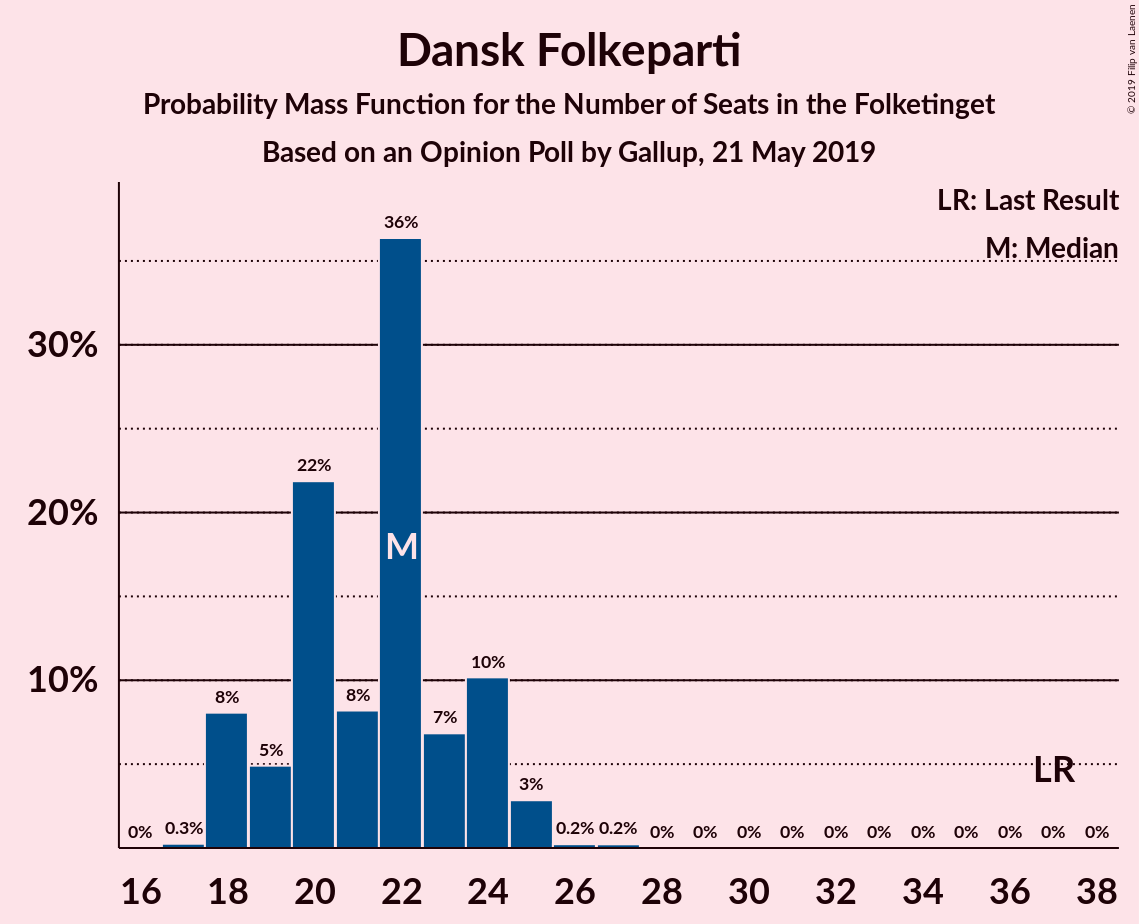 Dansk Folkeparti
Probability Mass Function for the Number of Seats in the Folketinget
Based on an Opinion Poll by Gallup, 21 May 2019
© 2019 Filip van Laenen
LR: Last Result
M: Median
36%
30%
22%
20%
M
10%
10%
8%
8%
7%
5%
LR
3%
0% 0.3% 0.2% 0.2% 0% 0% 0% 0% 0% 0% 0% 0% 0% 0% 0%
16 18 20 22 24 26 28 30 32 34 36 38